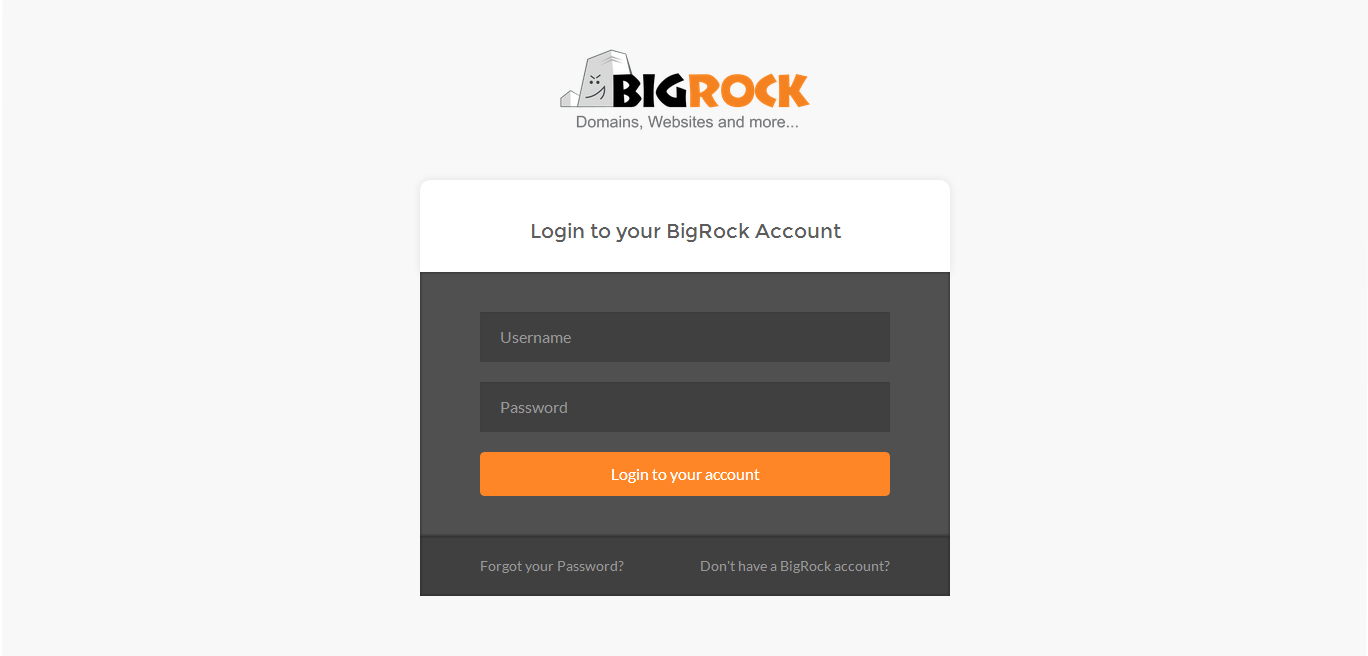 BIGROCK
Domains, Websites and more...
Login to your BigRock Account
Username
Password
Login to your account
Forgot your Password? Don't have a BigRock account?